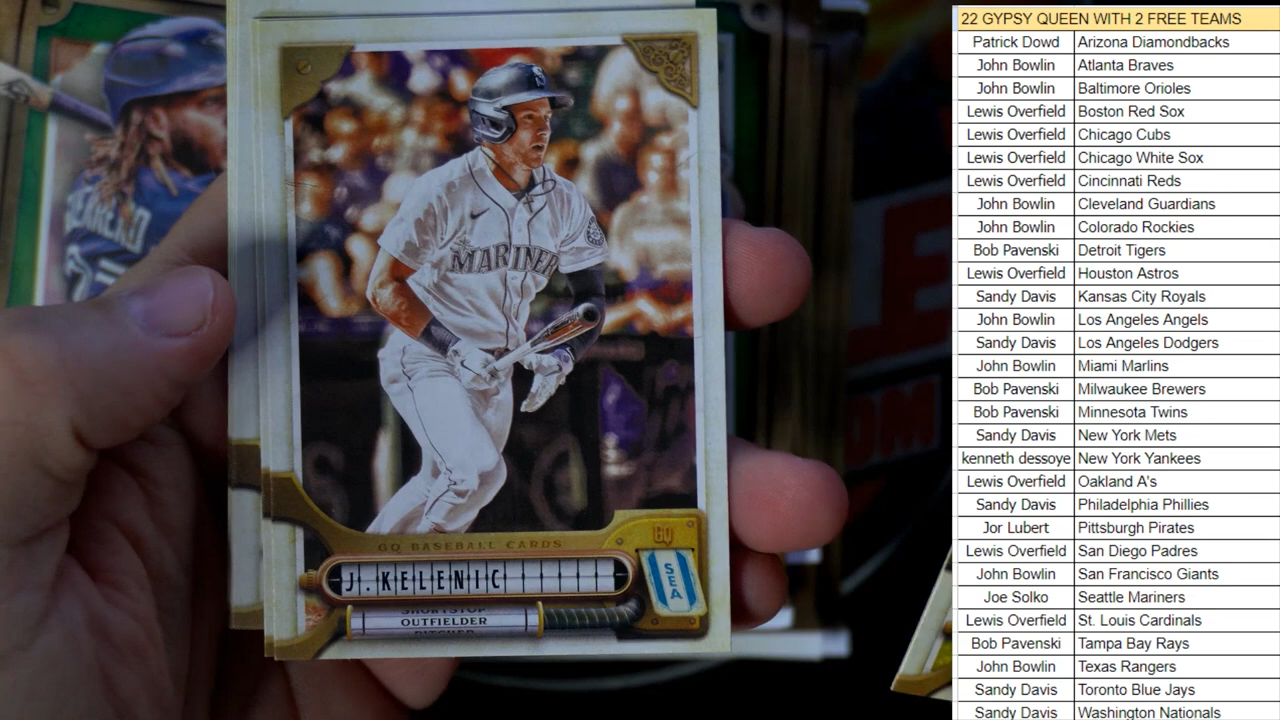 MARINER
GQ
GQ BASEBALL CARDS
J. KELENIC
SEA
SHORTSTOP
OUTFIELDER
PITCHER
22 GYPSY QUEEN WITH 2 FREE TEAMS
Patrick Dowd Arizona Diamondbacks
John Bowlin Atlanta Braves
John Bowlin Baltimore Orioles
Lewis Overfield Boston Red Sox
Lewis Overfield Chicago Cubs
Lewis Overfield Chicago White Sox
Lewis Overfield Cincinnati Reds
John Bowlin Cleveland Guardians
John Bowlin Colorado Rockies
Bob Pavenski Detroit Tigers
Lewis Overfield Houston Astros
Sandy Davis Kansas City Royals
John Bowlin Los Angeles Angels
Sandy Davis Los Angeles Dodgers
John Bowlin Miami Marlins
Bob Pavenski Milwaukee Brewers
Bob Pavenski Minnesota Twins
Sandy Davis New York Mets
kenneth dessoye New York Yankees
Lewis Overfield Oakland A's
Sandy Davis Philadelphia Phillies
Jor Lubert Pittsburgh Pirates
Lewis Overfield San Diego Padres
John Bowlin San Francisco Giants
Joe Solko Seattle Mariners
Lewis Overfield St. Louis Cardinals
Bob Pavenski Tampa Bay Rays
John Bowlin Texas Rangers
Sandy Davis Toronto Blue Jays
Sandy Davis Washington Nationals